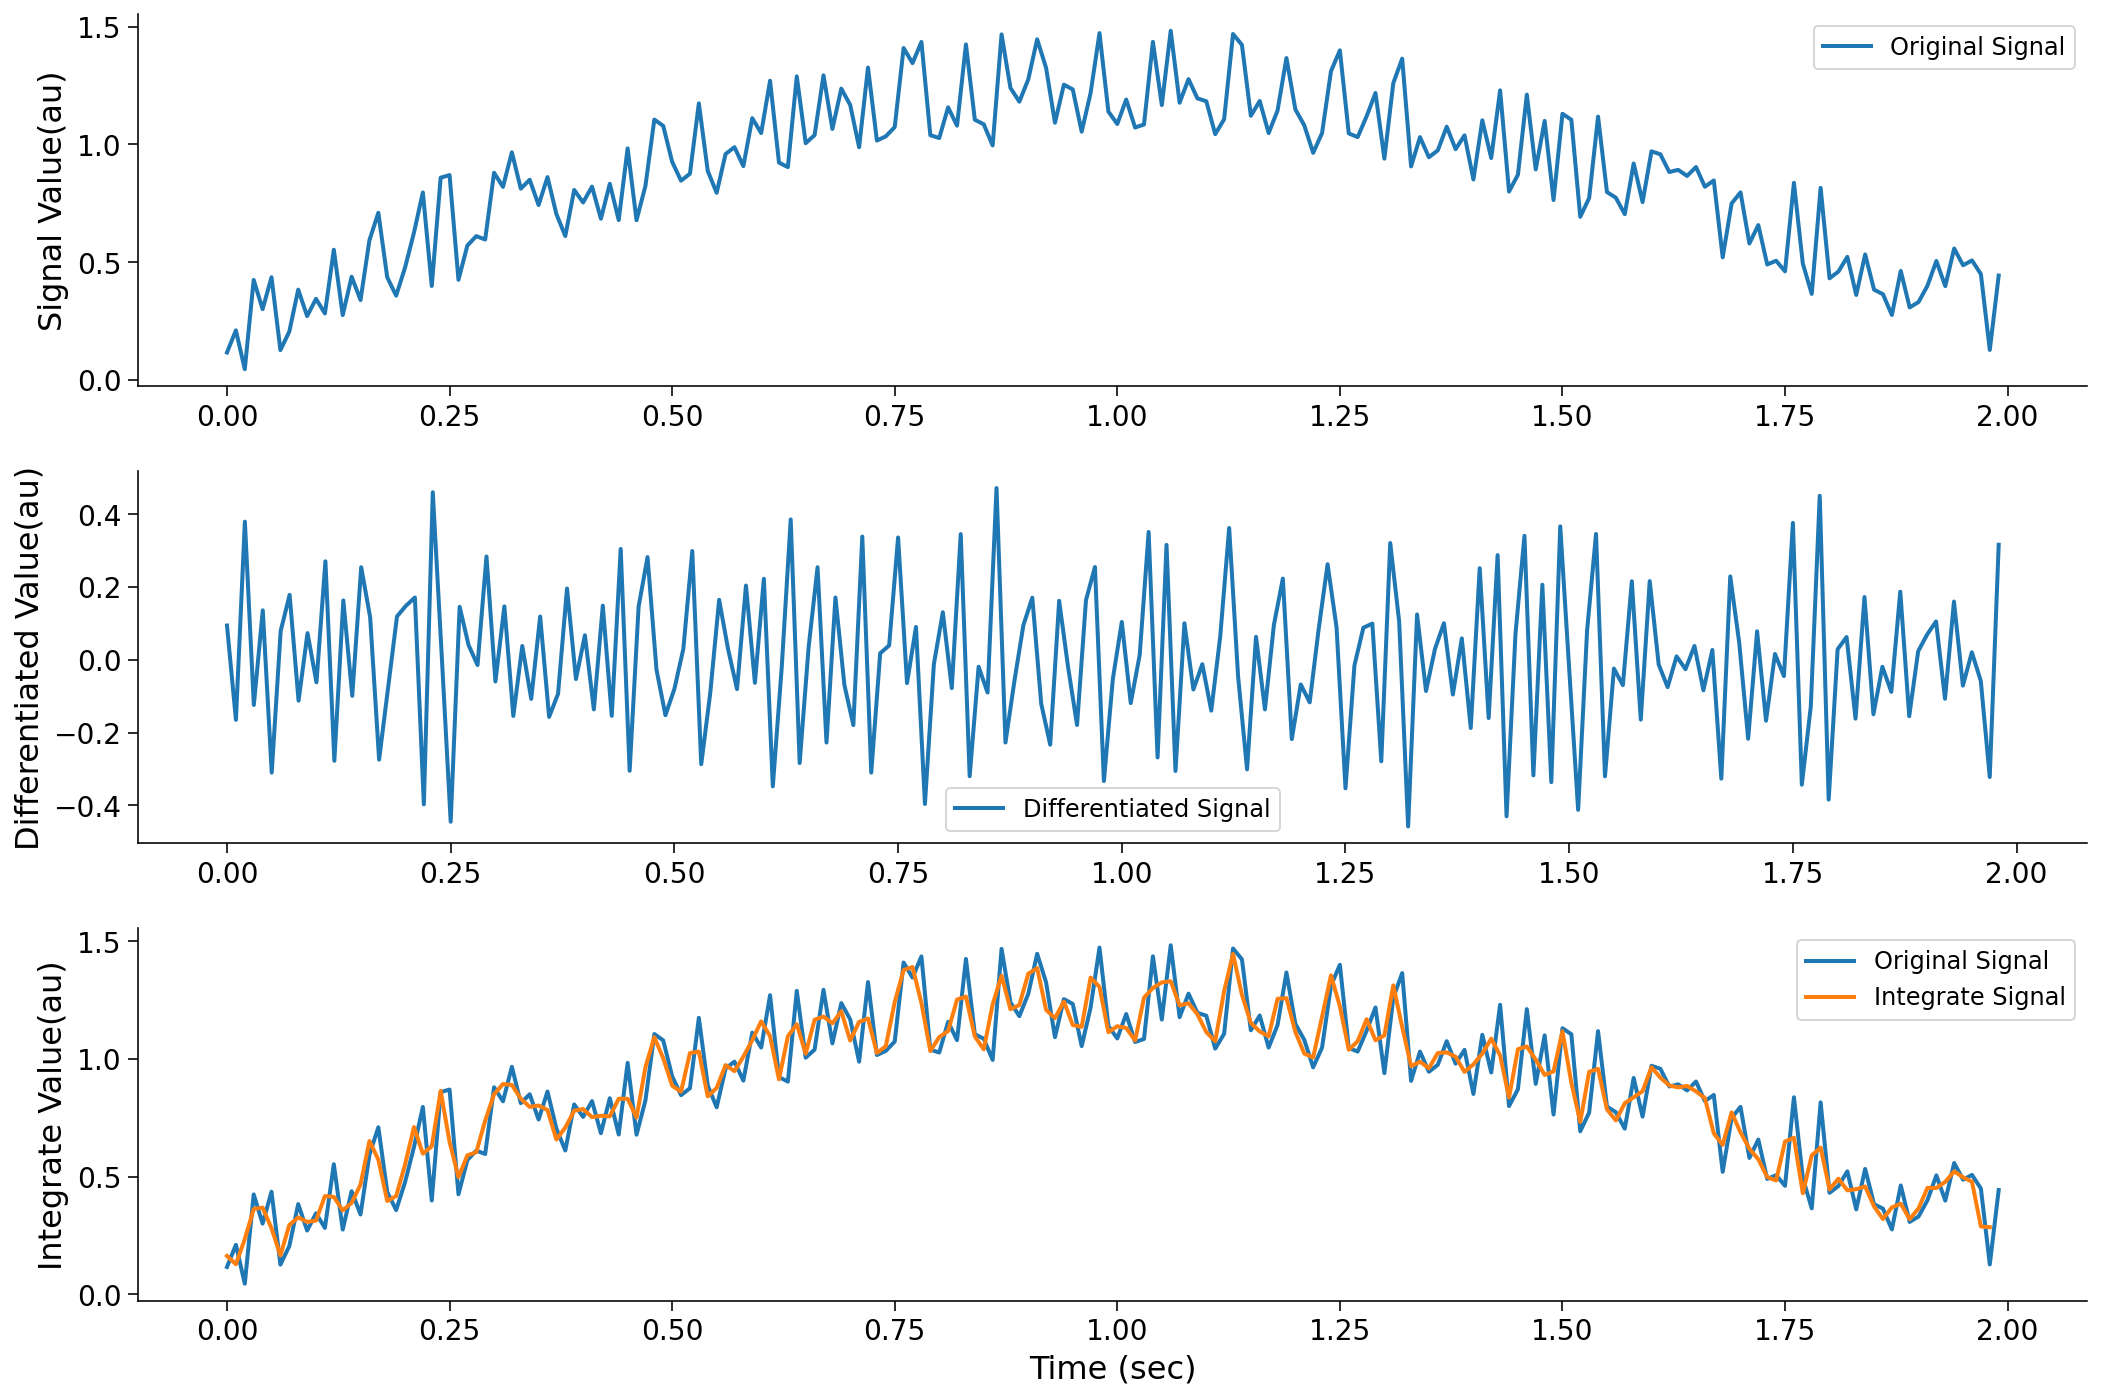 1.5
1.0
0.5
0.0
Signal Value(au)
Original Signal
0.00 0.25 0.50 0.75 1.00 1.25 1.50 1.75 2.00
0.4
0.2
0.0
−0.2
−0.4
Differentiated Value(au)
Differentiated Signal
0.00 0.25 0.50 0.75 1.00 1.25 1.50 1.75 2.00
1.5
1.0
0.5
0.0
Integrate Value(au)
Original Signal
Integrate Signal
0.00 0.25 0.50 0.75 1.00 1.25 1.50 1.75 2.00
Time (sec)